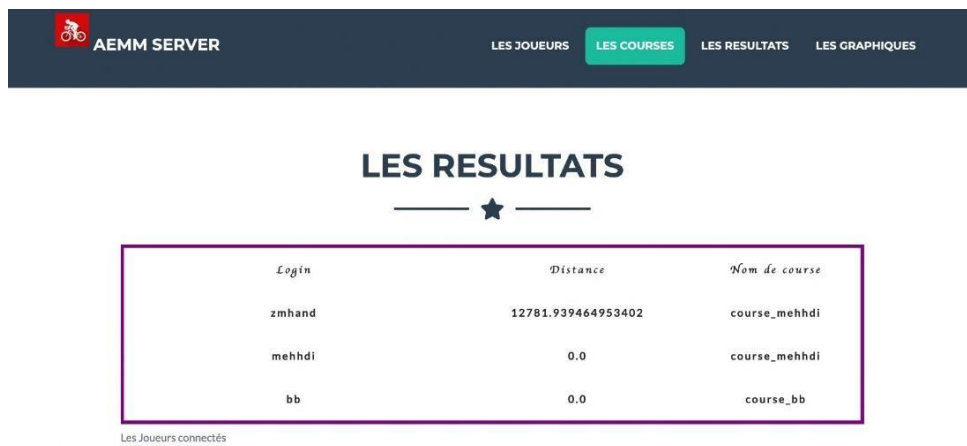 AEMM SERVER LES JOUEURS LES COURSES LES RESULTATS LES GRAPHIQUES
LES RESULTATS
Login Distance Nom de course
zmhand 12781.939464953402 course_mehhdi
mehhdi 0.0 course_mehhdi
bb 0.0 course_bb
Les Joueurs connectés